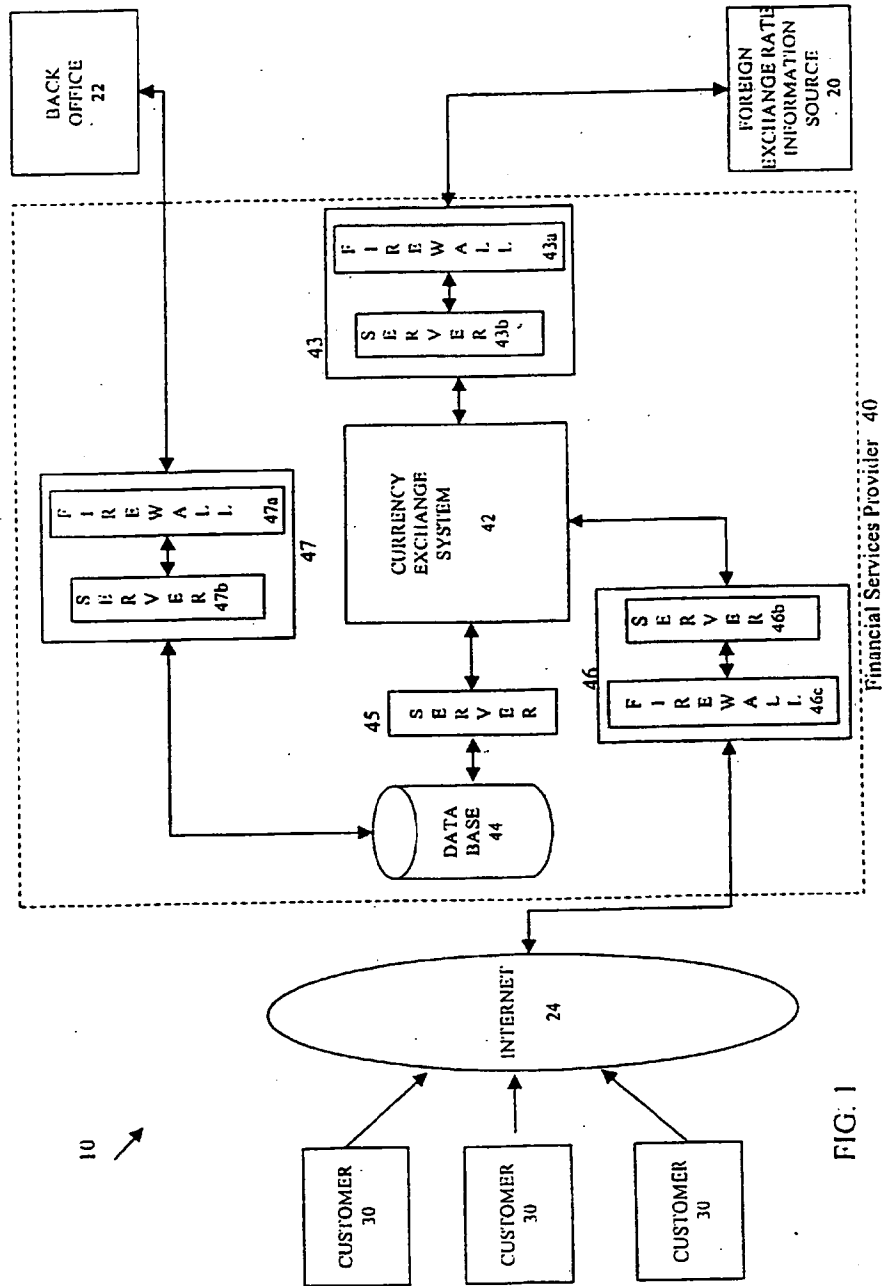 10
CUSTOMER
30
CUSTOMER
30
CUSTOMER
30
INTERNET
24
DATA
BASE
44
45
SERVER
CURRENCY
EXCHANGE
SYSTEM
42
47
SERVER
47b
FIREWALL
47a
43
SERVER
43b
FIREWALL
43a
46
FIREWALL
46c
SERVER
46b
BACK
OFFICE
22
FOREIGN
EXCHANGE RATE
INFORMATION
SOURCE
20
Financial Services Provider 40
FIG. 1